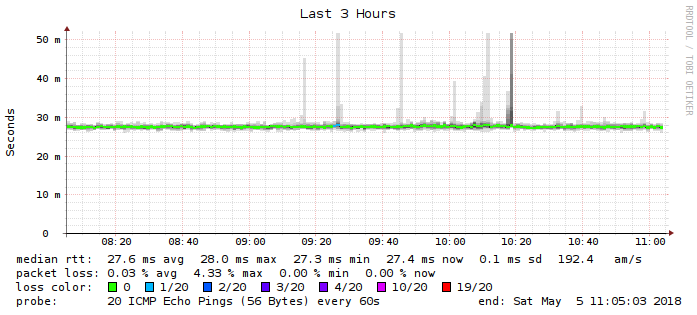 Last 3 Hours
RRDTOOL / TOBI OETIKER
Seconds
50 m
40 m
30 m
20 m
10 m
0
08:20 08:40 09:00 09:20 09:40 10:00 10:20 10:40 11:00
median rtt: 27.6 ms avg 28.0 ms max 27.3 ms min 27.4 ms now 0.1 ms sd 192.4 am/s
packet loss: 0.03 % avg 4.33 % max 0.00 % min 0.00 % now
loss color: 0 1/20 2/20 3/20 4/20 10/20 19/20
probe: 20 ICMP Echo Pings (56 Bytes) every 60s end: Sat May 5 11:05:03 2018